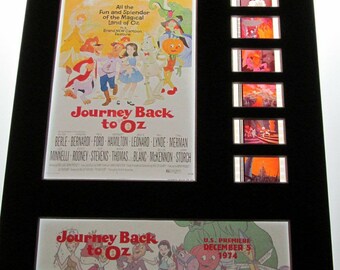 All the
Fun and Splendor
of the Magical
Land of Oz
Journey Back
to Oz
BERLE BERNARDI FORD HAMILTON LEONARD LYNDE MERMAN
MINNELLI ROONEY STEVENS THOMAS BLANC McKENNON STORCH
Journey Back
to Oz
U.S. PREMIERE
DECEMBER 5
1974